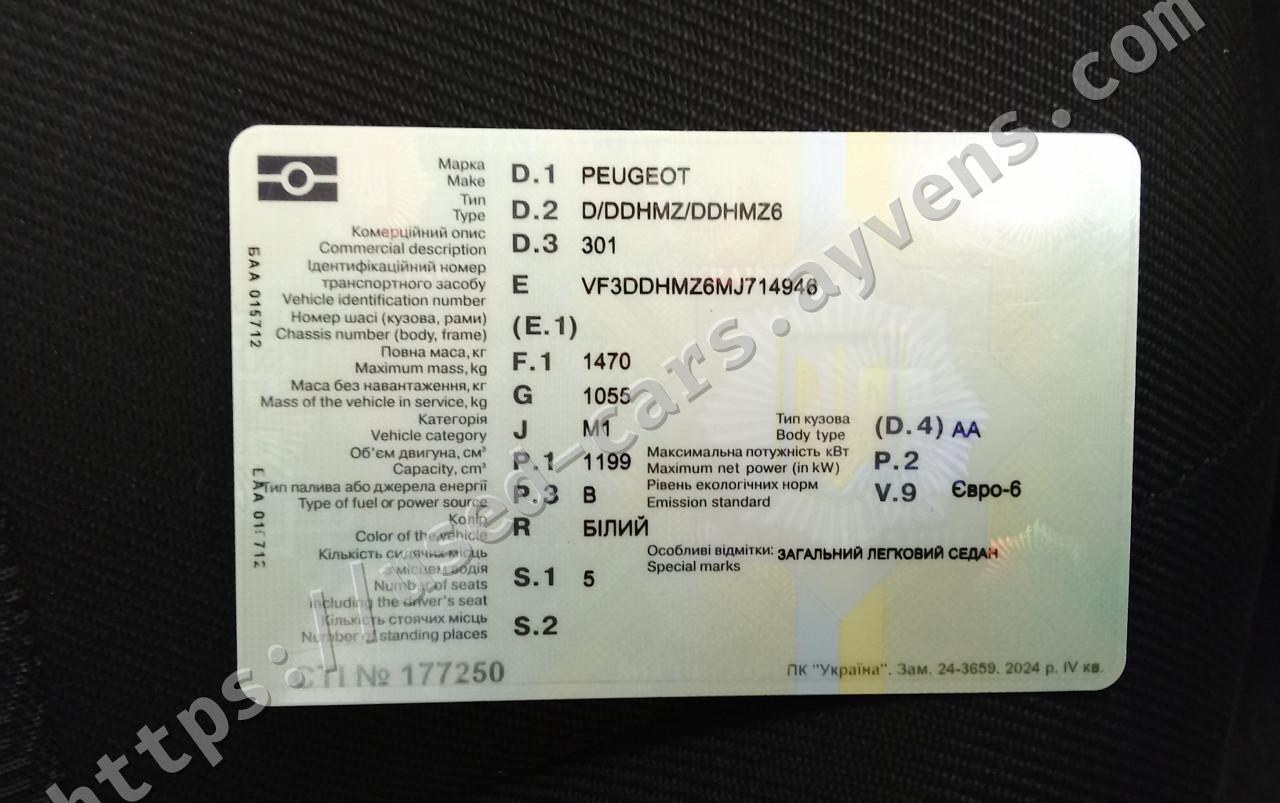 Марка
Make D.1 PEUGEOT
Тип
Type D.2 D/DDHMZ/DDHMZ6
Комерційний опис
Commercial description D.3 301
Ідентифікаційний номер
транспортного засобу
Vehicle identification number E VF3DDHMZ6MJ714946
Номер шасі (кузова, рами)
Chassis number (body, frame) (E.1)
Повна маса, кг
Maximum mass, kg F.1 1470
Маса без навантаження, кг
Mass of the vehicle in service, kg G 1055
Категорія
Vehicle category J M1
Тип кузова
Body type (D.4) AA
Об'єм двигуна, см³
Capacity, cm³ P.1 1199
Максимальна потужність кВт
Maximum net power (in kW) P.2
Тип палива або джерела енергії
Type of fuel or power source P.3 B
Рівень екологічних норм
Emission standard V.9 Євро-6
Колір
Color of the vehicle R БІЛИЙ
Особливі відмітки: ЗАГАЛЬНИЙ ЛЕГКОВИЙ СЕДАН
Special marks
Кількість сидячих місць
з місцем водія
Number of seats
including the driver's seat S.1 5
Кількість стоячих місць
Number of standing places S.2
СТІ № 177250
ПК "Україна". Зам. 24-3659. 2024 р. IV кв.
БАА 015712
https://used-cars.ayvens.com